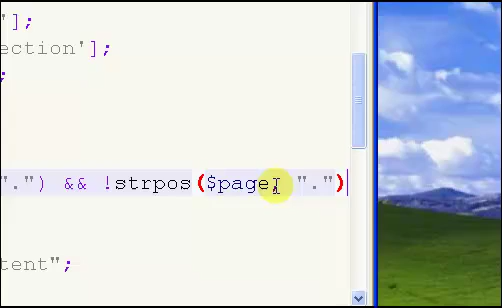 "];
ection'];
;
".") && !strpos($page, ".")
tent";